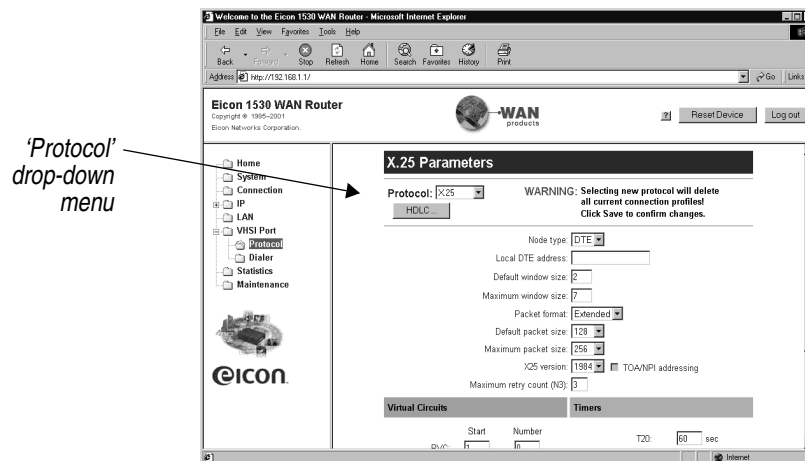 Welcome to the Eicon 1530 WAN Router - Microsoft Internet Explorer
File Edit View Favorites Tools Help
Back Forward Stop Refresh Home Search Favorites History Print
Address http://192.168.1.1/ Go Links
Eicon 1530 WAN Router
Copyright © 1985-2001
Eicon Networks Corporation.
WAN
products
? Reset Device Log out
'Protocol'
drop-down
menu
Home
System
Connection
IP
LAN
VHSI Port
Protocol
Dialer
Statistics
Maintenance
eicon
X.25 Parameters
Protocol: X.25
HDLC...
WARNING: Selecting new protocol will delete
all current connection profiles!
Click Save to confirm changes.
Node type: DTE
Local DTE address:
Default window size: 2
Maximum window size: 7
Packet format: Extended
Default packet size: 128
Maximum packet size: 256
X25 version: 1984 TOA/NPI addressing
Maximum retry count (N3): 3
Virtual Circuits Timers
Start Number
PVC: 1 0
T20: 60 sec
Internet